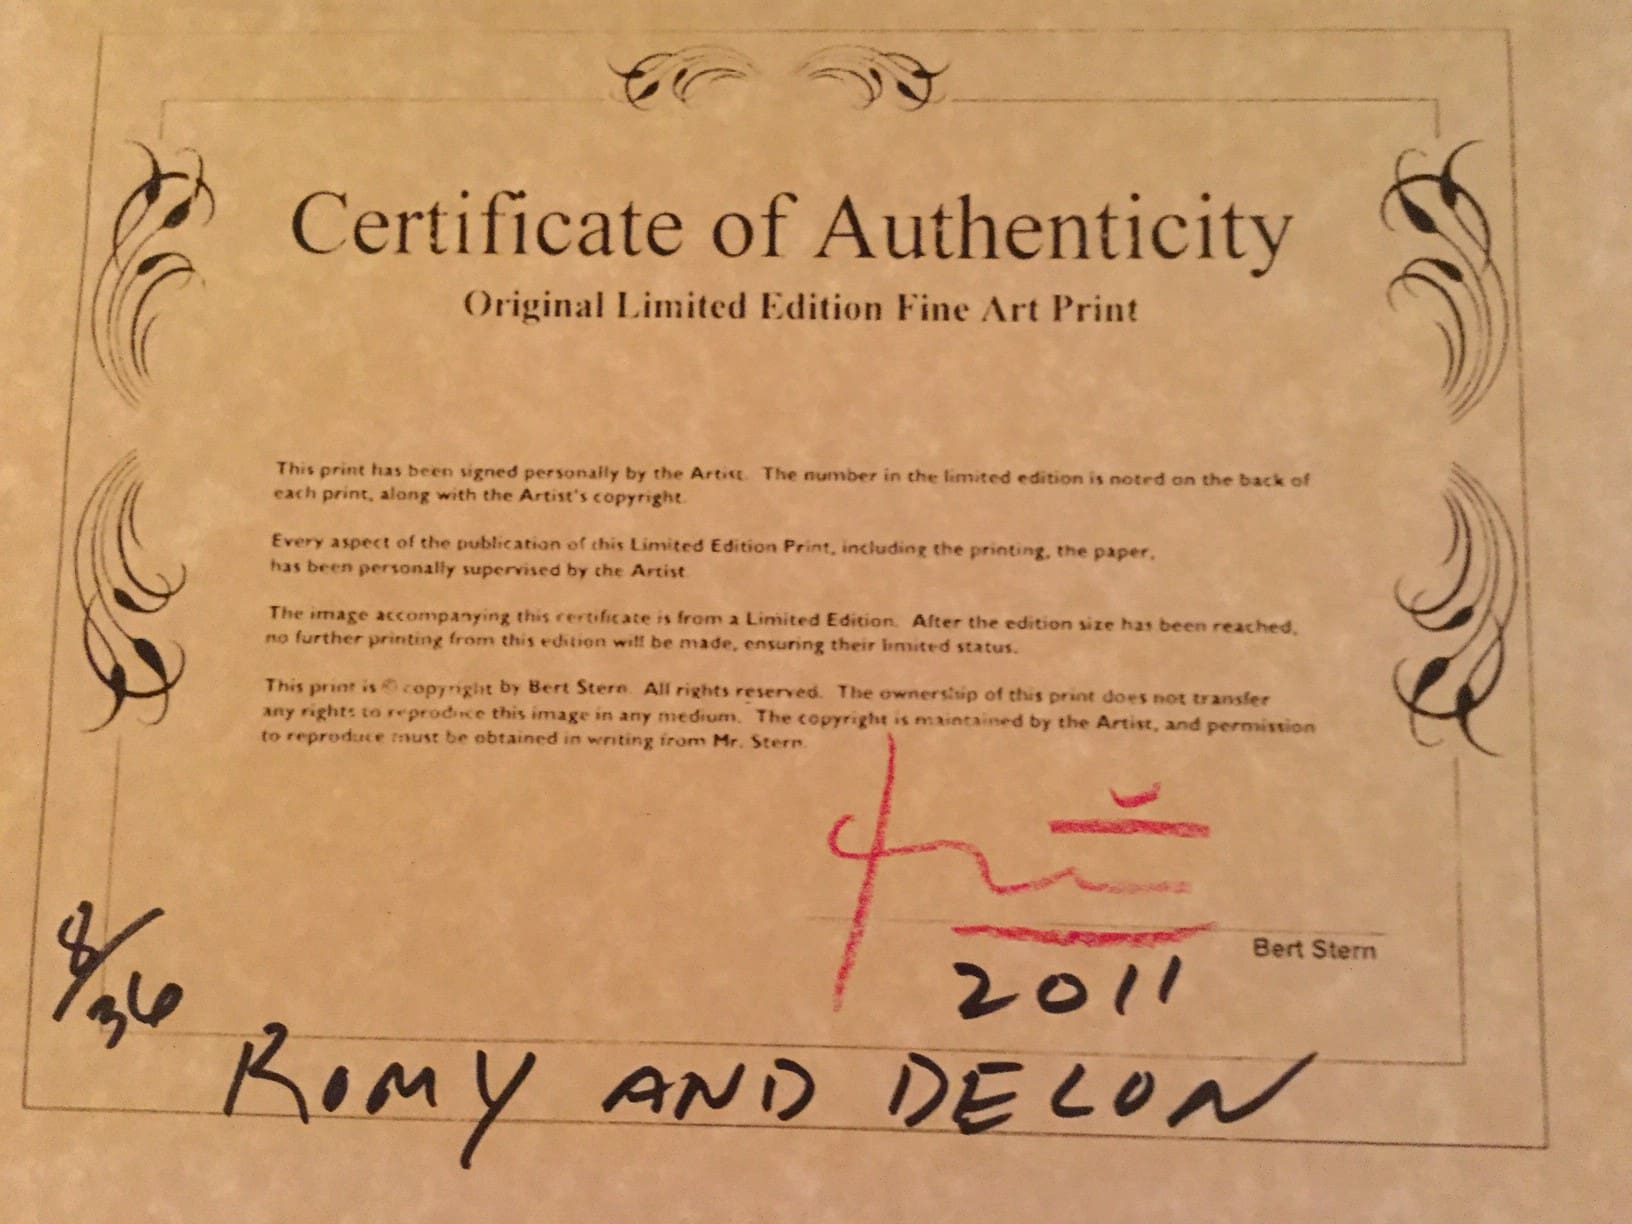 Certificate of Authenticity
Original Limited Edition Fine Art Print
This print has been signed personally by the Artist. The number in the limited edition is noted on the back of
each print, along with the Artist's copyright.
Every aspect of the publication of this Limited Edition Print, including the printing, the paper,
has been personally supervised by the Artist
The image accompanying this certificate is from a Limited Edition. After the edition size has been reached,
no further printing from this edition will be made, ensuring their limited status.
This print is © copyright by Bert Stern. All rights reserved. The ownership of this print does not transfer
any rights to reproduce this image in any medium. The copyright is maintained by the Artist, and permission
to reproduce must be obtained in writing from Mr. Stern.
Bert Stern
2011
8/36
ROMY AND DELON